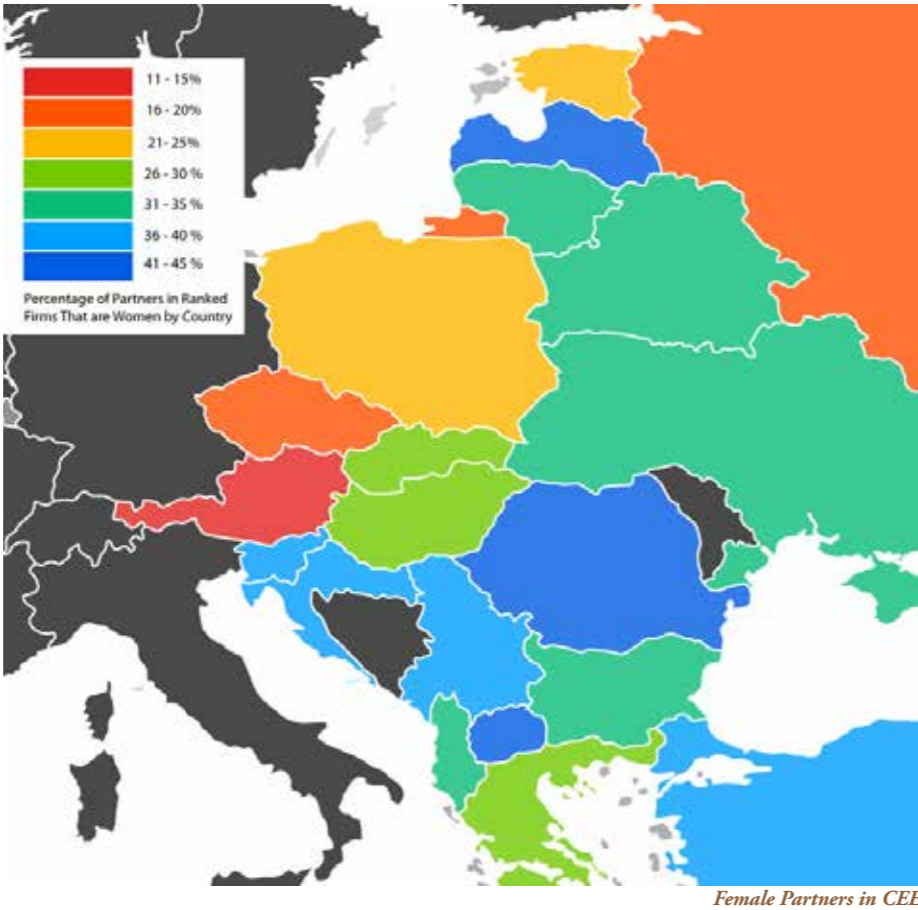 11 - 15%
16 - 20%
21 - 25%
26 - 30%
31 - 35%
36 - 40 %
41 - 45 %
Percentage of Partners in Ranked
Firms That are Women by Country
Female Partners in CEE